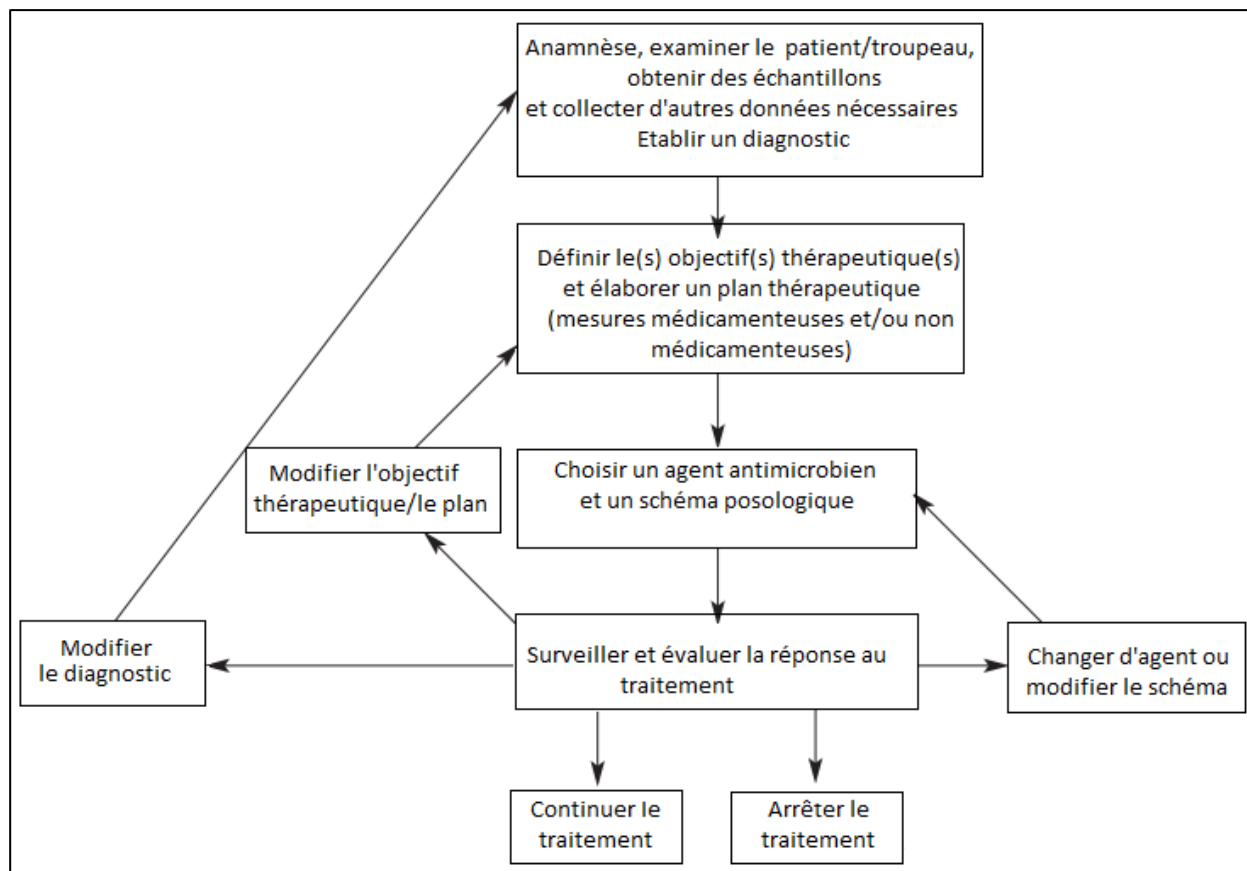 Anamnèse, examiner le patient/troupeau,
obtenir des échantillons
et collecter d'autres données nécessaires
Etablir un diagnostic
Définir le(s) objectif(s) thérapeutique(s)
et élaborer un plan thérapeutique
(mesures médicamenteuses et/ou non
médicamenteuses)
Modifier l'objectif
thérapeutique/le plan
Choisir un agent antimicrobien
et un schéma posologique
Modifier
le diagnostic
Surveiller et évaluer la réponse au
traitement
Changer d'agent ou
modifier le schéma
Continuer le
traitement
Arrêter le
traitement